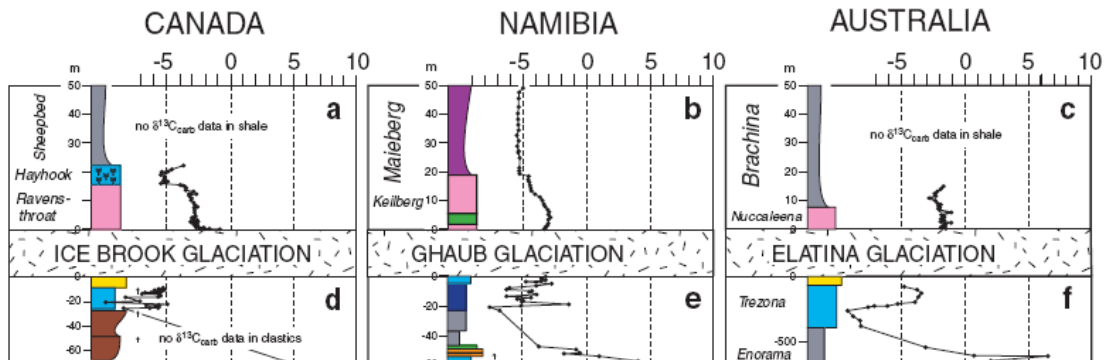 CANADA NAMIBIA AUSTRALIA
m -5 0 5 10 m -5 0 5 10 m -5 0 5 10
50 a 50 b 50 c
Sheepbed no δ¹³Ccarb data in shale Maieberg Brachina no δ¹³Ccarb data in shale
40 40 40
30 30 30
20 20 20
Hayhook
10 Keilberg 10 10
Ravens-
throat Nuccaleena
0 0 0
ICE BROOK GLACIATION GHAUB GLACIATION ELATINA GLACIATION
0 d 0 e 0 f
-20 -20 Trezona
-40 no δ¹³Ccarb data in clastics -40 -500
-60 Enorama